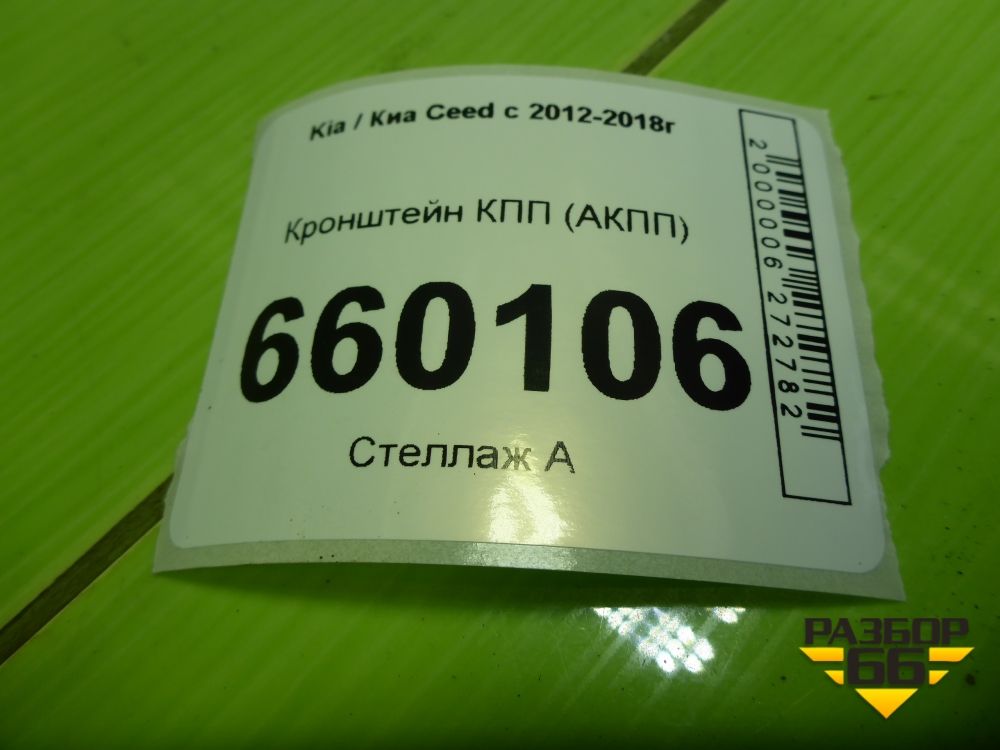 Kia / Киа Ceed с 2012-2018г
Кронштейн КПП (АКПП)
660106
Стеллаж А
2000006272782
РАЗБОР
66